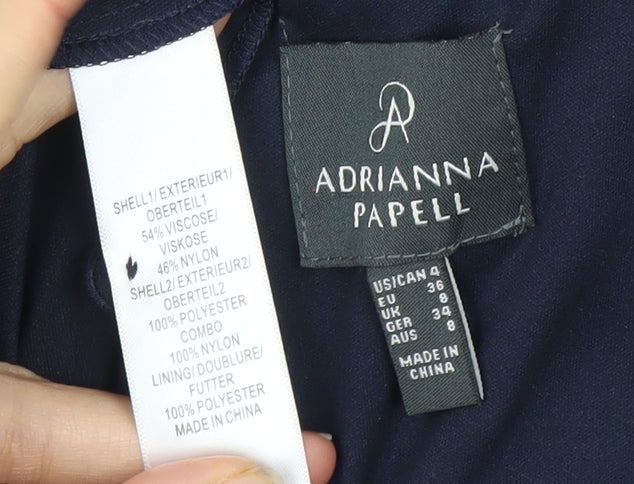 SHELL1/ EXTERIEUR1/
OBERTEIL1
54% VISCOSE/
VISKOSE
46% NYLON
SHELL2/ EXTERIEUR2/
OBERTEIL2
100% POLYESTER
COMBO
100% NYLON
LINING/ DOUBLURE/
FUTTER
100% POLYESTER
MADE IN CHINA
ADRIANNA
PAPELL
US/CAN 4
EU 36
UK 8
GER 34
AUS 8
MADE IN
CHINA